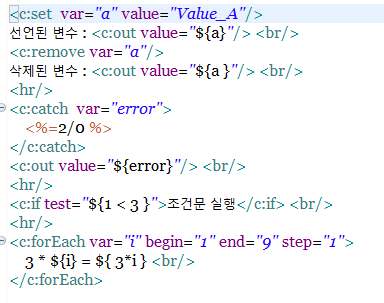 <c:set  var="a" value="Value_A"/>
선언된 변수 : <c:out value="${a}"/> <br/>
<c:remove var="a"/>
삭제된 변수 : <c:out value="${a }"/> <br/>
<hr/>
<c:catch  var="error">
    <%=2/0 %>
</c:catch>
<c:out value="${error}"/> <br/>
<hr/>
<c:if test="${1 < 3 }">조건문 실행</c:if> <br/>
<hr/>
<c:forEach var="i" begin="1" end="9" step="1">
    3 * ${i} = ${ 3*i } <br/>
</c:forEach>